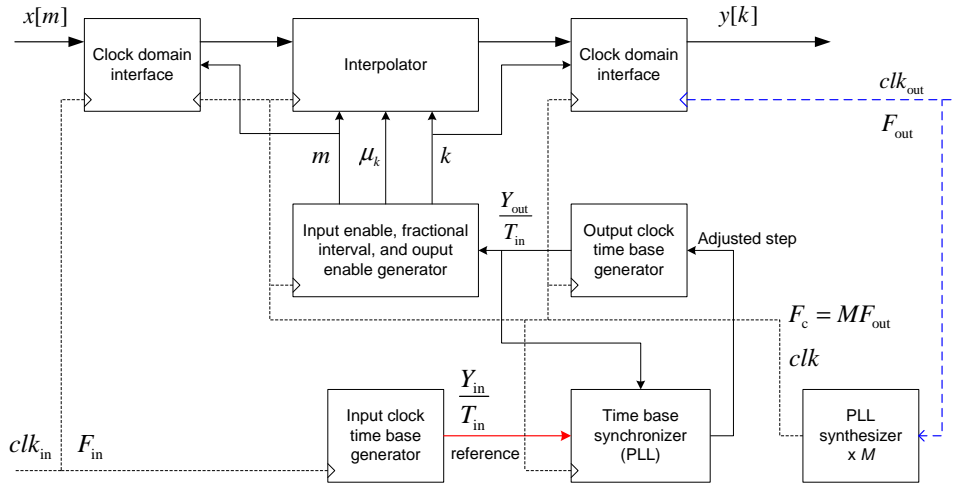 x[m]
y[k]
Clock domain
interface
Interpolator
Clock domain
interface
clk_out
F_out
m
μ_k
k
Input enable, fractional
interval, and ouput
enable generator
Y_out
T_in
Output clock
time base
generator
Adjusted step
F_c = MF_out
clk
clk_in
F_in
Input clock
time base
generator
Y_in
T_in
reference
Time base
synchronizer
(PLL)
PLL
synthesizer
x M